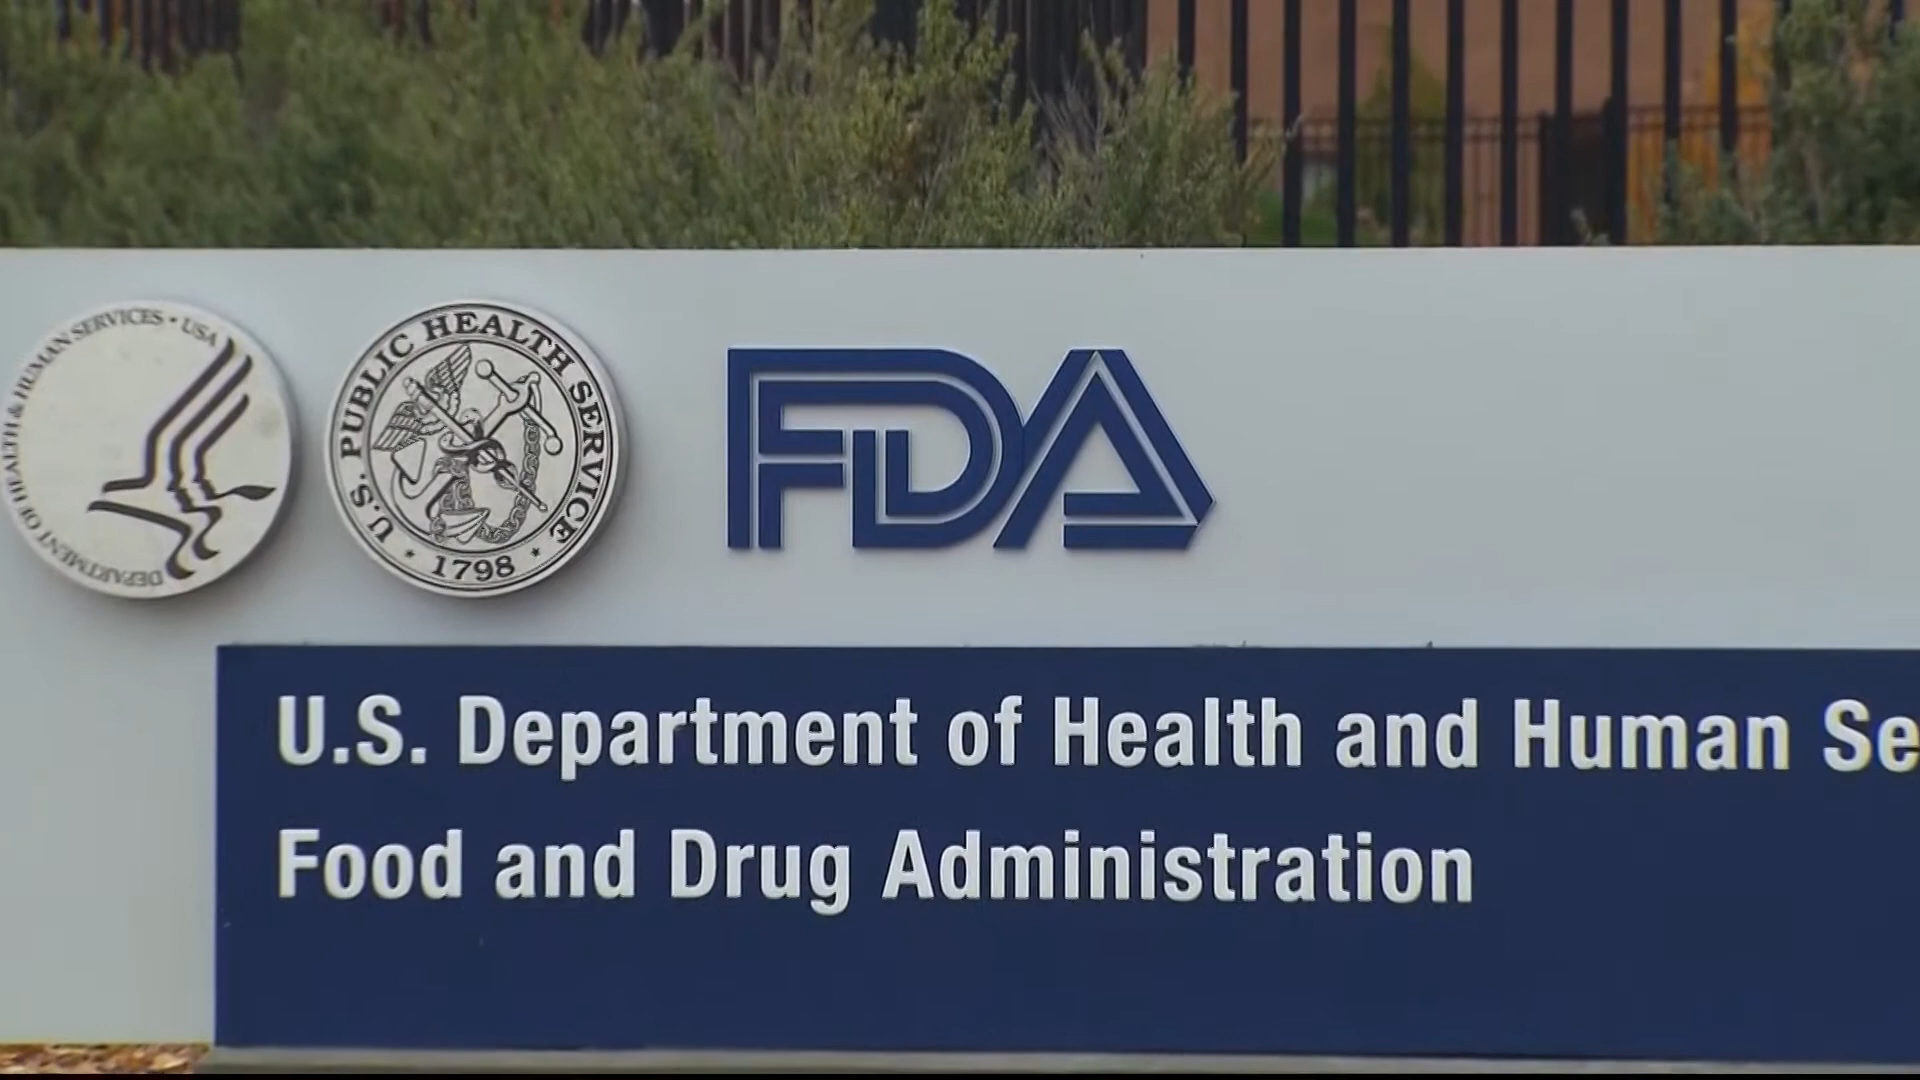 DEPARTMENT OF HEALTH & HUMAN SERVICES • USA
U.S. PUBLIC HEALTH SERVICE
1798
FDA
U.S. Department of Health and Human Se
Food and Drug Administration